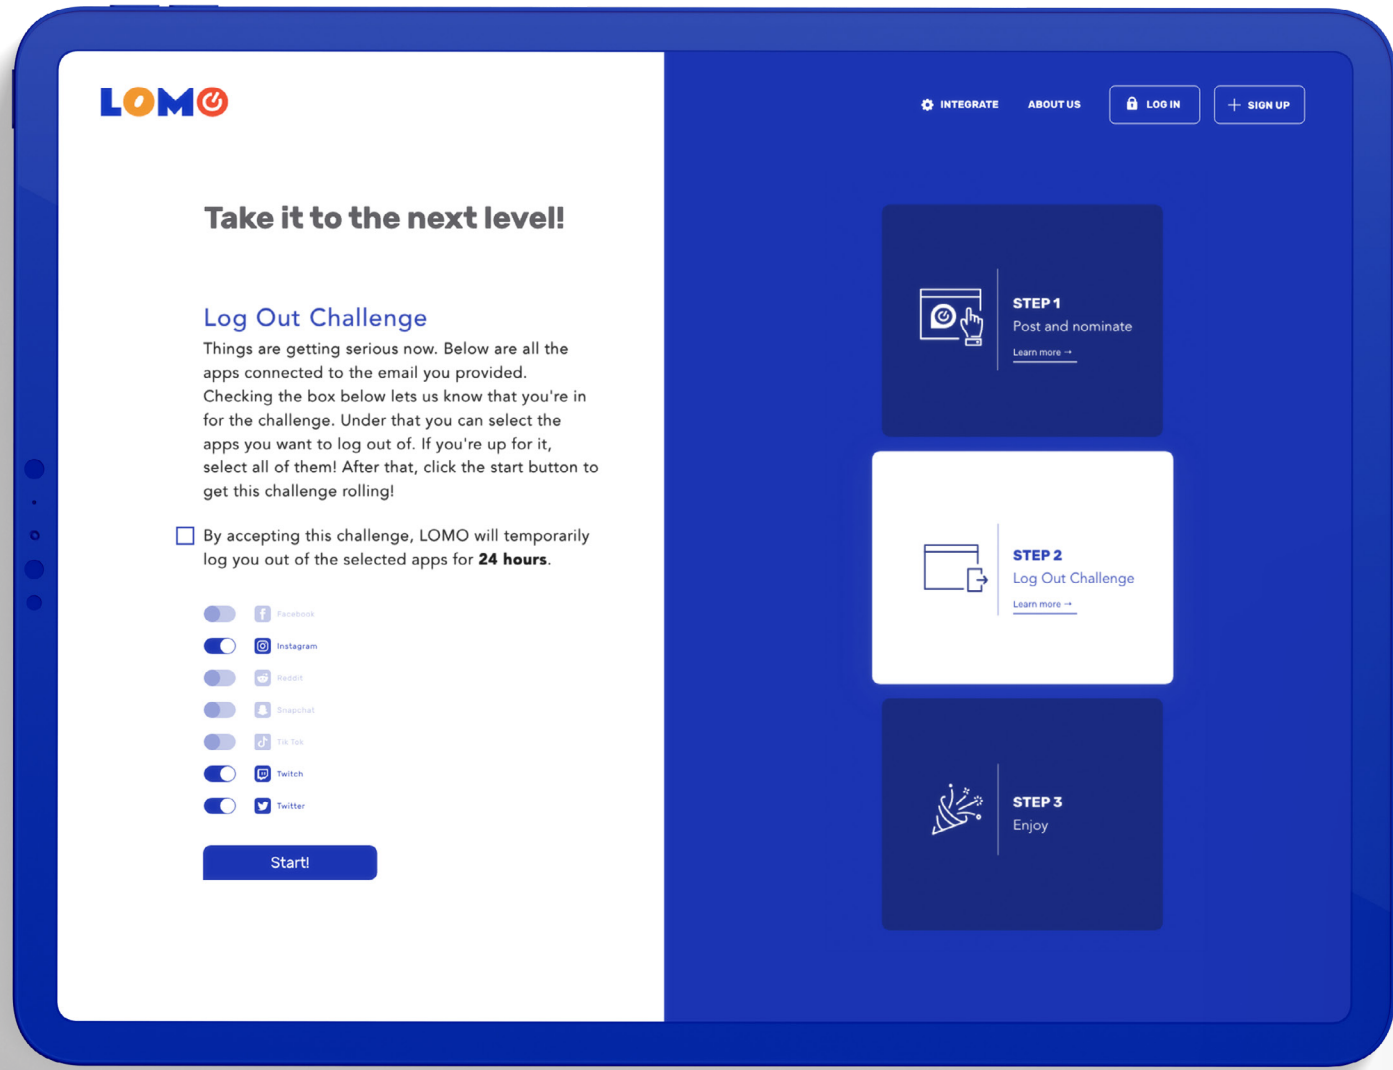 LOMO
INTEGRATE
ABOUT US
LOG IN
SIGN UP
Take it to the next level!
Log Out Challenge
Things are getting serious now. Below are all the
apps connected to the email you provided.
Checking the box below lets us know that you're in
for the challenge. Under that you can select the
apps you want to log out of. If you're up for it,
select all of them! After that, click the start button to
get this challenge rolling!
By accepting this challenge, LOMO will temporarily
log you out of the selected apps for 24 hours.
Facebook
Instagram
Reddit
Snapchat
Tik Tok
Twitch
Twitter
Start!
STEP 1
Post and nominate
Learn more →
STEP 2
Log Out Challenge
Learn more →
STEP 3
Enjoy